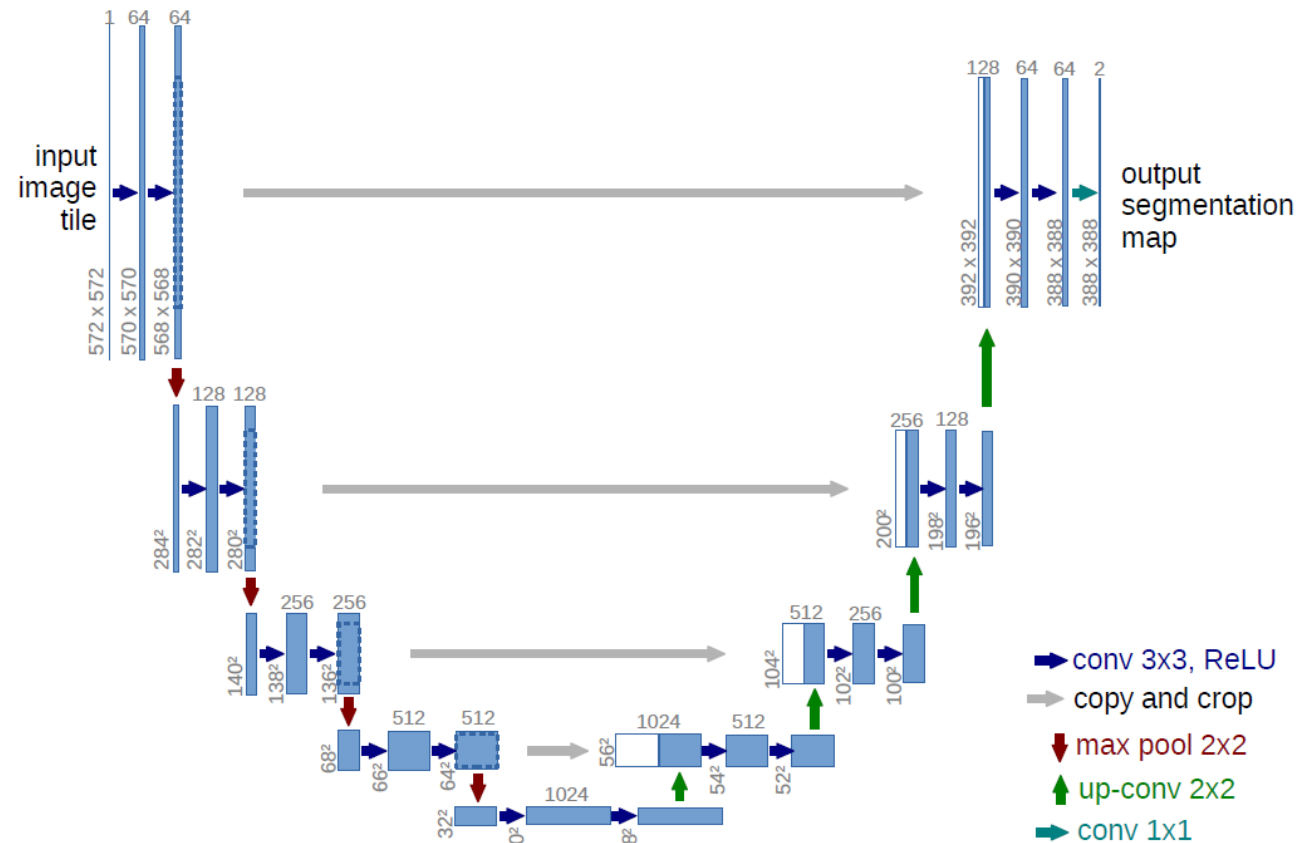 1 64 64
128 64 64 2
input
image
tile
output
segmentation
map
572 x 572
570 x 570
568 x 568
392 x 392
390 x 390
388 x 388
388 x 388
128 128
256 128
284²
282²
280²
200²
198²
196²
256 256
512 256
140²
138²
136²
104²
102²
100²
512 512
1024 512
68²
66²
64²
56²
54²
52²
1024
32²
0²
8²
conv 3x3, ReLU
copy and crop
max pool 2x2
up-conv 2x2
conv 1x1